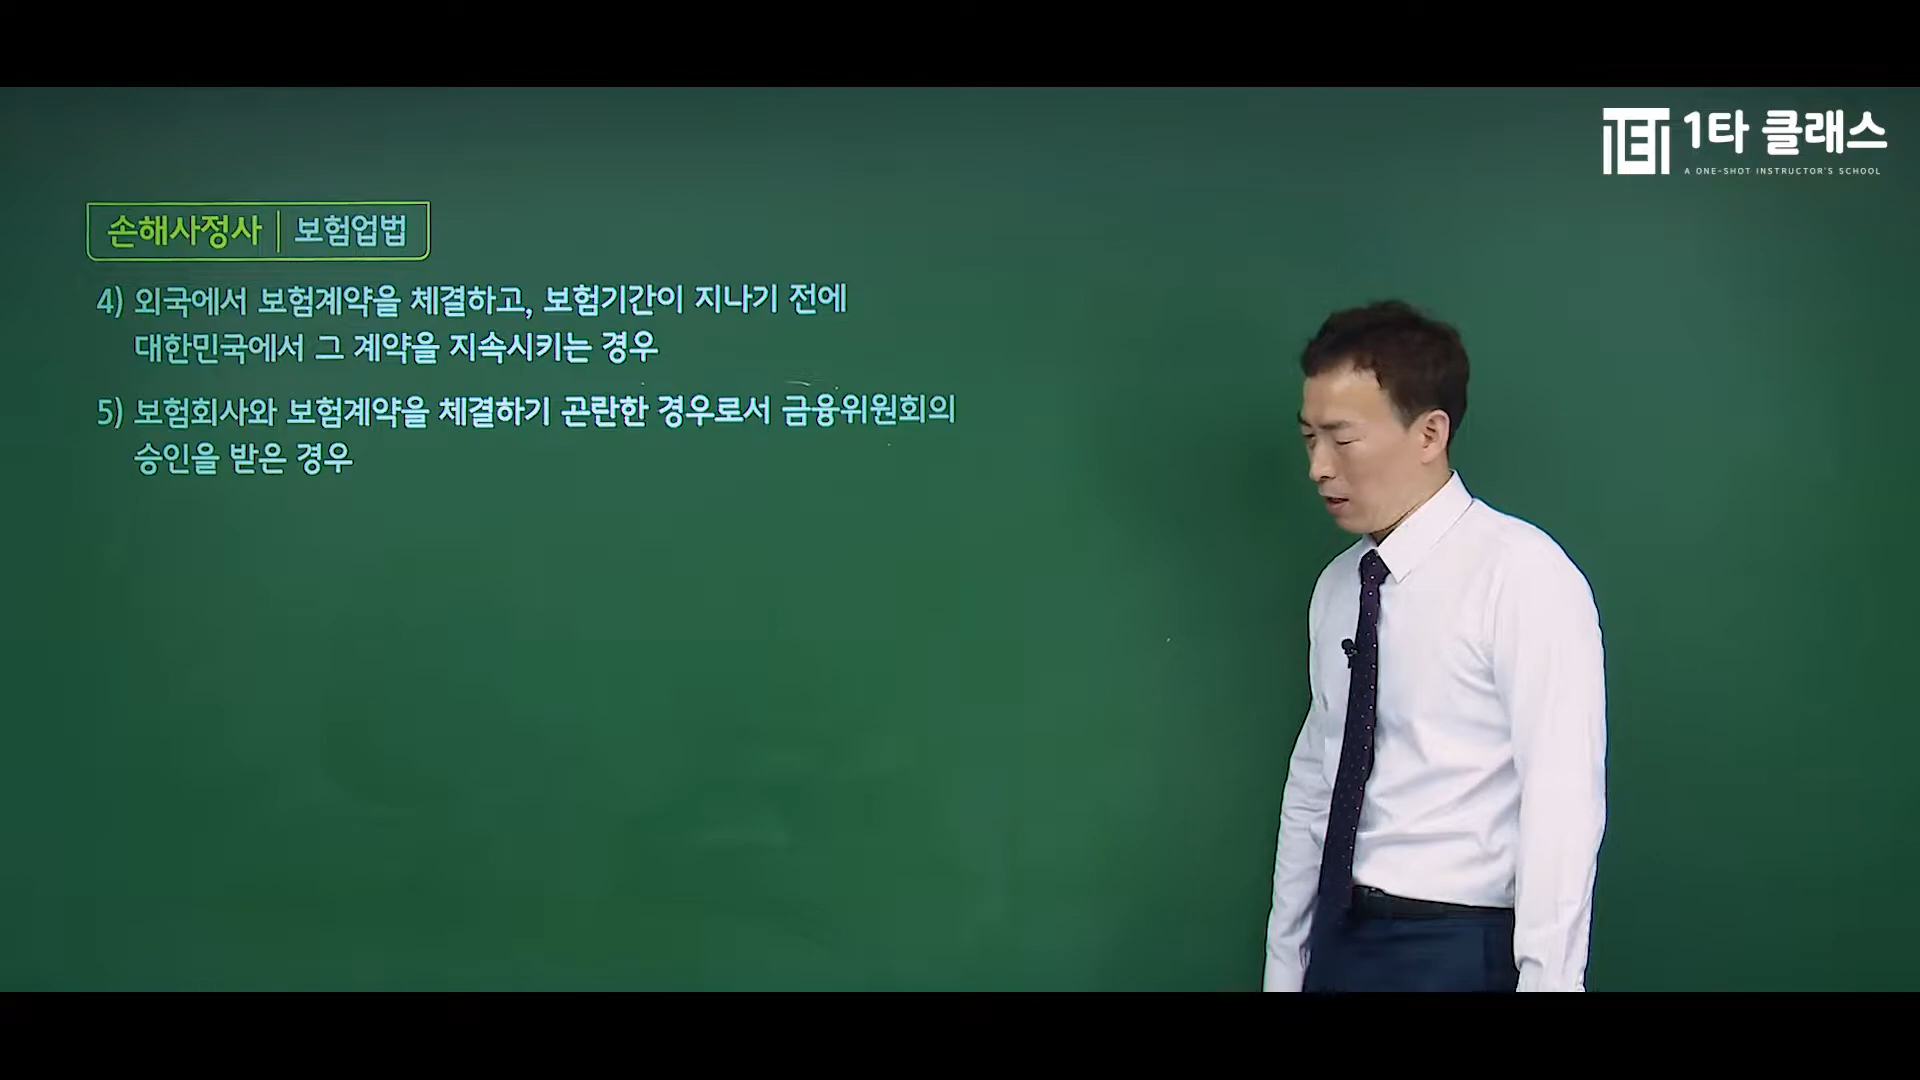 1타 클래스
A ONE-SHOT INSTRUCTOR'S SCHOOL
손해사정사 | 보험업법
4) 외국에서 보험계약을 체결하고, 보험기간이 지나기 전에
대한민국에서 그 계약을 지속시키는 경우
5) 보험회사와 보험계약을 체결하기 곤란한 경우로서 금융위원회의
승인을 받은 경우